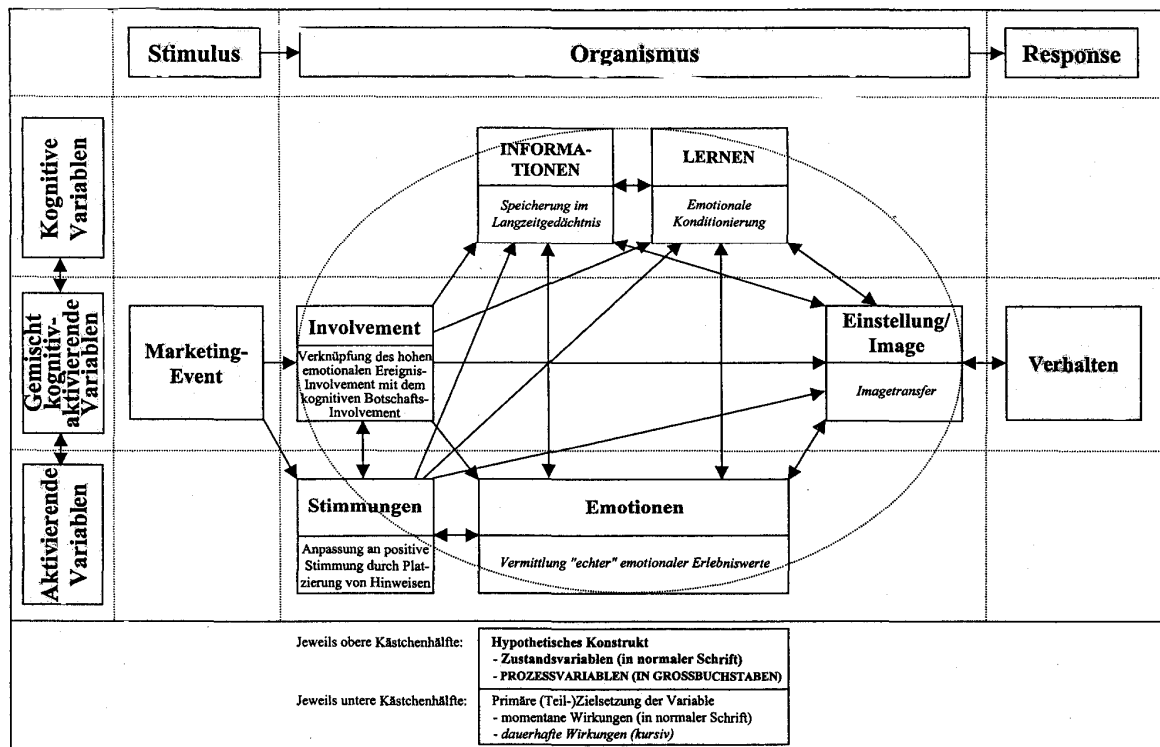 Stimulus
Organismus
Response
Kognitive
Variablen
INFORMA-
TIONEN
Speicherung im
Langzeitgedächtnis
LERNEN
Emotionale
Konditionierung
Gemischt
kognitiv-
aktivierende
Variablen
Marketing-
Event
Involvement
Verknüpfung des hohen
emotionalen Ereignis-
Involvement mit dem
kognitiven Botschafts-
Involvement
Einstellung/
Image
Imagetransfer
Verhalten
Aktivierende
Variablen
Stimmungen
Anpassung an positive
Stimmung durch Plat-
zierung von Hinweisen
Emotionen
Vermittlung "echter" emotionaler Erlebniswerte
Jeweils obere Kästchenhälfte:
Hypothetisches Konstrukt
- Zustandsvariablen (in normaler Schrift)
- PROZESSVARIABLEN (IN GROSSBUCHSTABEN)
Jeweils untere Kästchenhälfte:
Primäre (Teil-)Zielsetzung der Variable
- momentane Wirkungen (in normaler Schrift)
- dauerhafte Wirkungen (kursiv)